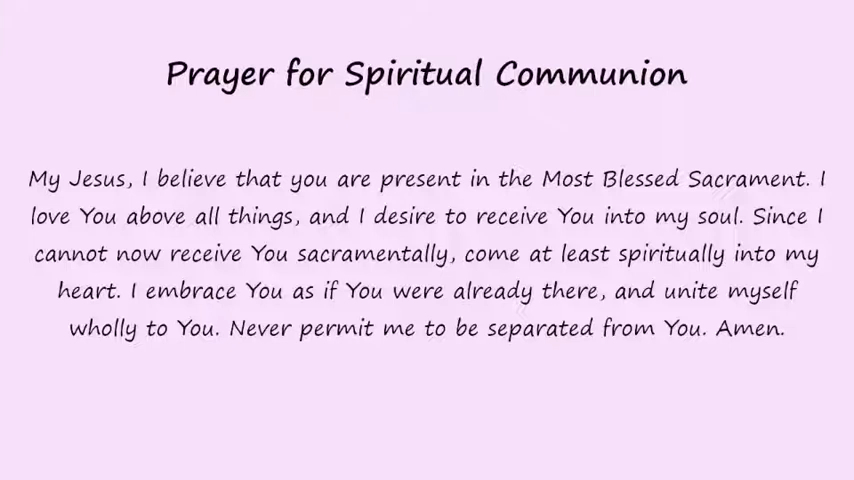 Prayer for Spiritual Communion
My Jesus, I believe that you are present in the Most Blessed Sacrament. I
love You above all things, and I desire to receive You into my soul. Since I
cannot now receive You sacramentally, come at least spiritually into my
heart. I embrace You as if You were already there, and unite myself
wholly to You. Never permit me to be separated from You. Amen.